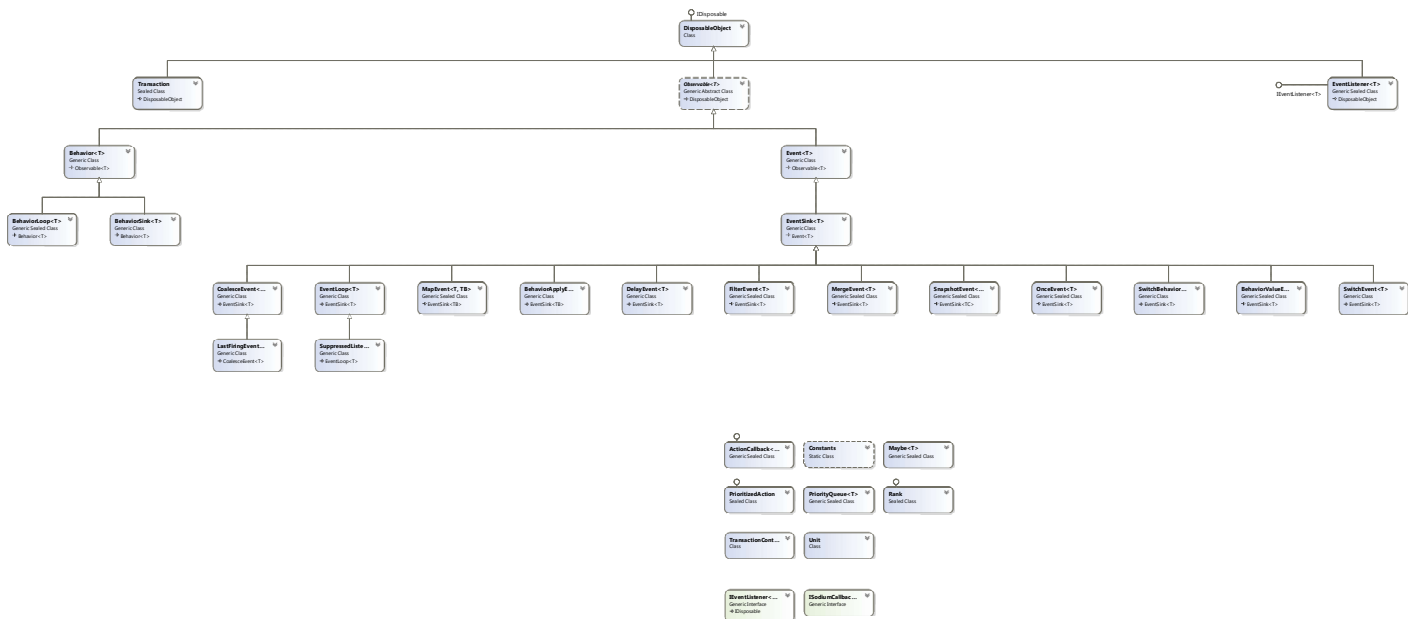 IDisposable
DisposableObject
Class
Transaction
Sealed Class
DisposableObject
Observable<T>
Generic Abstract Class
DisposableObject
IEventListener<T>
EventListener<T>
Generic Sealed Class
DisposableObject
Behavior<T>
Generic Class
Observable<T>
Event<T>
Generic Class
Observable<T>
BehaviorLoop<T>
Generic Sealed Class
Behavior<T>
BehaviorSink<T>
Generic Class
Behavior<T>
EventSink<T>
Generic Class
Event<T>
CoalesceEvent<...
Generic Class
EventSink<T>
EventLoop<T>
Generic Class
EventSink<T>
MapEvent<T, TB>
Generic Sealed Class
EventSink<TB>
BehaviorApplyE...
Generic Class
EventSink<TB>
DelayEvent<T>
Generic Class
EventSink<T>
FilterEvent<T>
Generic Sealed Class
EventSink<T>
MergeEvent<T>
Generic Sealed Class
EventSink<T>
SnapshotEvent<...
Generic Sealed Class
EventSink<TC>
OnceEvent<T>
Generic Sealed Class
EventSink<T>
SwitchBehavior...
Generic Class
EventSink<T>
BehaviorValueE...
Generic Sealed Class
EventSink<T>
SwitchEvent<T>
Generic Class
EventSink<T>
LastFiringEvent...
Generic Class
CoalesceEvent<T>
SuppressedListe...
Generic Class
EventLoop<T>
ActionCallback<...
Generic Sealed Class
Constants
Static Class
Maybe<T>
Generic Sealed Class
PrioritizedAction
Sealed Class
PriorityQueue<T>
Generic Sealed Class
Rank
Sealed Class
TransactionCont...
Class
Unit
Class
IEventListener<...
Generic Interface
IDisposable
ISodiumCallbac...
Generic Interface